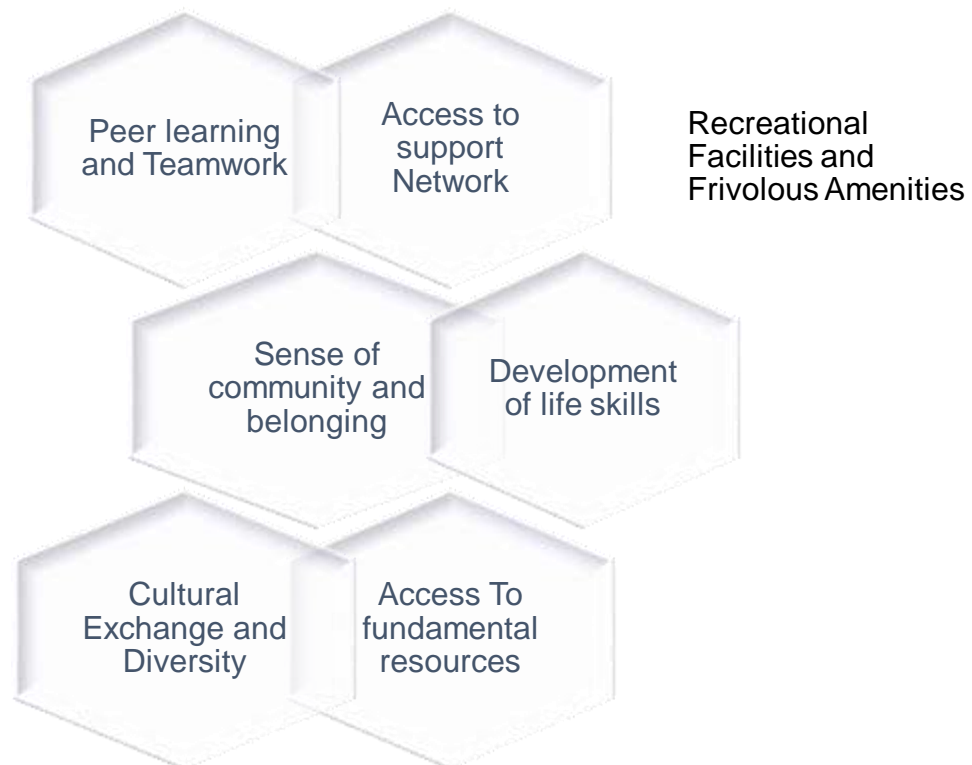 Peer learning
and Teamwork
Access to
support
Network
Recreational
Facilities and
Frivolous Amenities
Sense of
community and
belonging
Development
of life skills
Cultural
Exchange and
Diversity
Access To
fundamental
resources